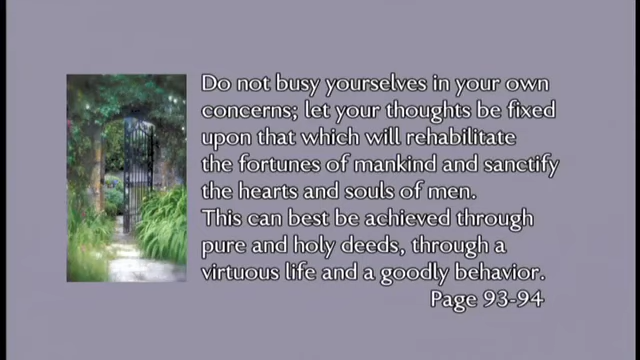 Do not busy yourselves in your own
concerns; let your thoughts be fixed
upon that which will rehabilitate
the fortunes of mankind and sanctify
the hearts and souls of men.
This can best be achieved through
pure and holy deeds, through a
virtuous life and a goodly behavior.
Page 93-94